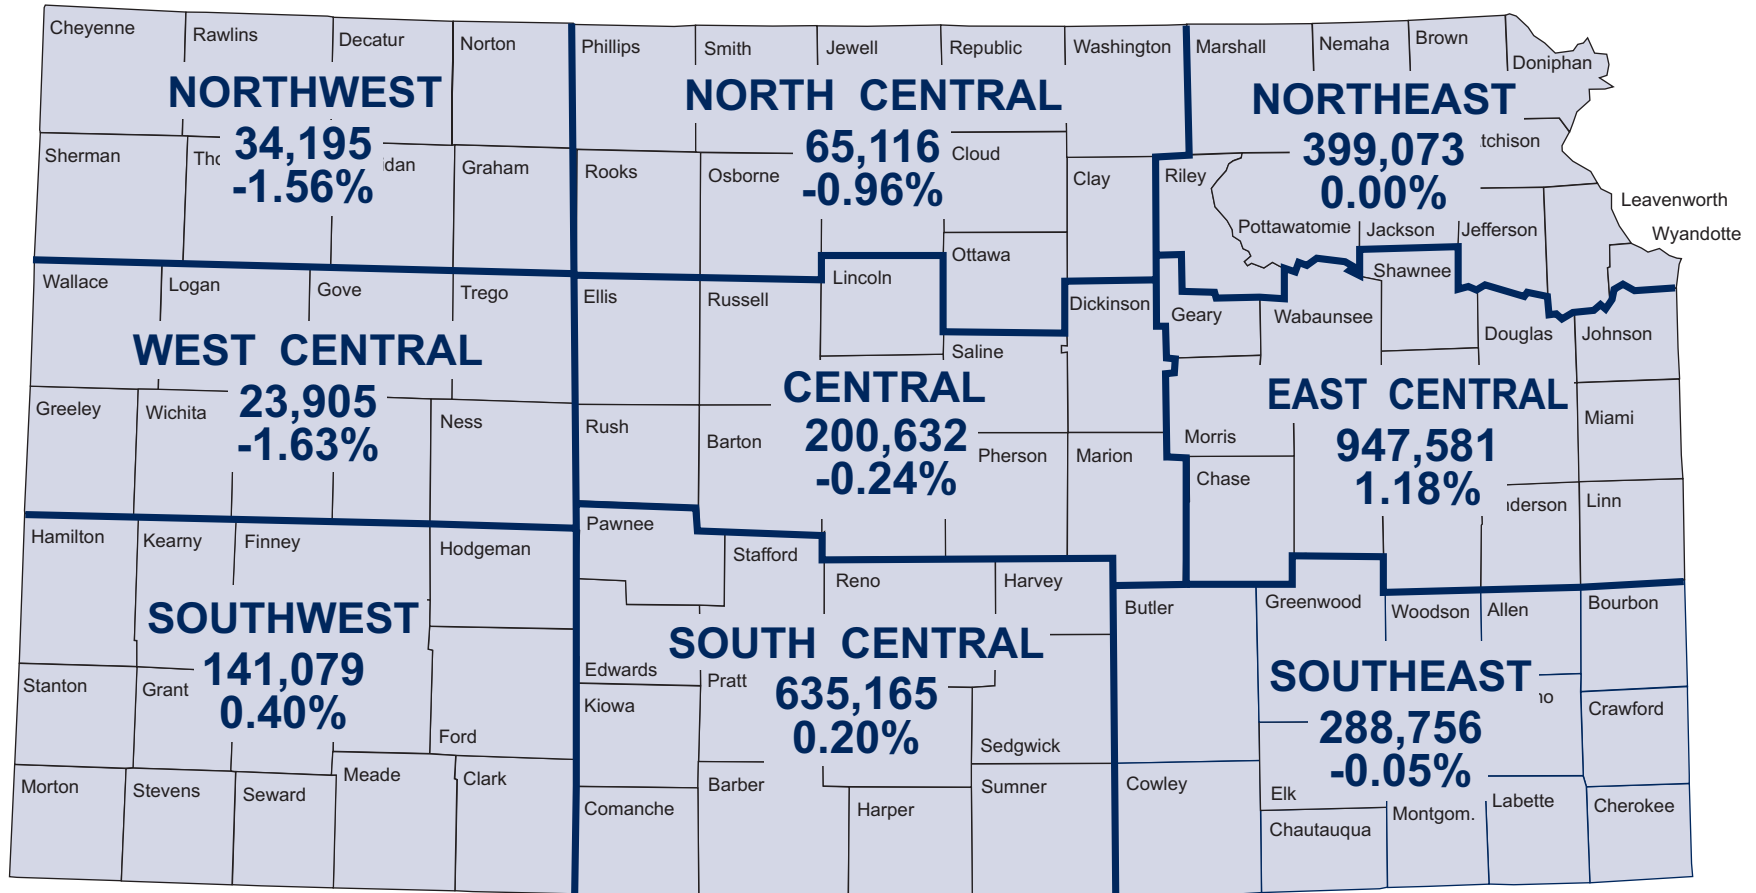 Cheyenne
Rawlins
Decatur
Norton
Phillips
Smith
Jewell
Republic
Washington
Marshall
Nemaha
Brown
Doniphan
NORTHWEST
34,195
-1.56%
NORTH CENTRAL
65,116
-0.96%
NORTHEAST
399,073
0.00%
Sherman
Tho
idan
Graham
Rooks
Osborne
Cloud
Clay
Riley
tchison
Pottawatomie
Jackson
Jefferson
Leavenworth
Wyandotte
Ottawa
Wallace
Logan
Gove
Trego
Ellis
Russell
Lincoln
Dickinson
Geary
Wabaunsee
Shawnee
Douglas
Johnson
WEST CENTRAL
23,905
-1.63%
Saline
CENTRAL
200,632
-0.24%
EAST CENTRAL
947,581
1.18%
Greeley
Wichita
Ness
Rush
Barton
Pherson
Marion
Morris
Chase
Miami
nderson
Linn
Hamilton
Kearny
Finney
Hodgeman
Pawnee
Stafford
Reno
Harvey
Butler
Greenwood
Woodson
Allen
Bourbon
SOUTHWEST
141,079
0.40%
SOUTH CENTRAL
635,165
0.20%
SOUTHEAST
288,756
-0.05%
Stanton
Grant
Edwards
Kiowa
Pratt
Sedgwick
ho
Crawford
Ford
Morton
Stevens
Seward
Meade
Clark
Comanche
Barber
Harper
Sumner
Cowley
Elk
Chautauqua
Montgom.
Labette
Cherokee